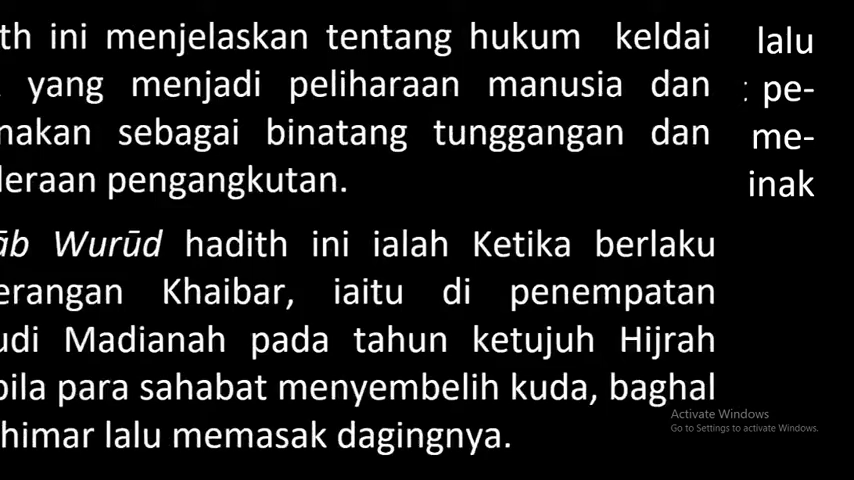 th ini menjelaskan tentang hukum keldai
yang menjadi peliharaan manusia dan
nakan sebagai binatang tunggangan dan
deraan pengangkutan.
āb Wurūd hadith ini ialah Ketika berlaku
erangan Khaibar, iaitu di penempatan
udi Madianah pada tahun ketujuh Hijrah
bila para sahabat menyembelih kuda, baghal
himar lalu memasak dagingnya.
lalu
: pe-
me-
inak
Activate Windows
Go to Settings to activate Windows.